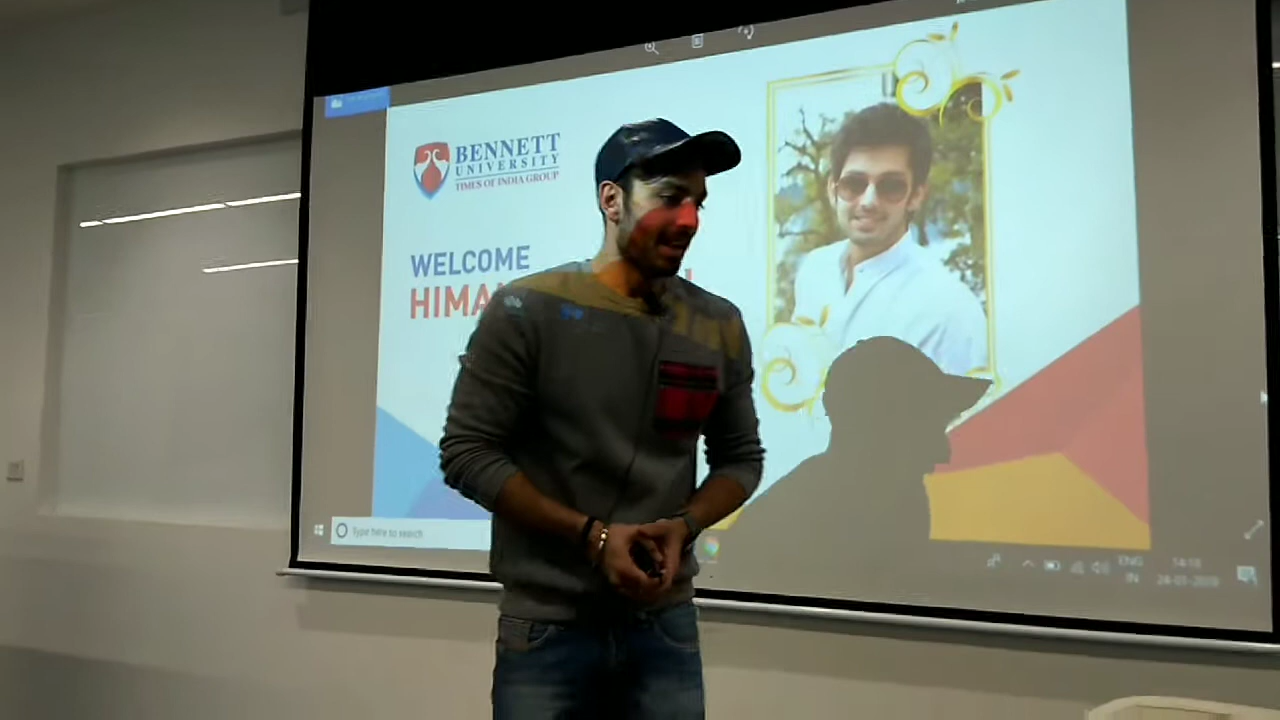 BENNETT
UNIVERSITY
TIMES OF INDIA GROUP
WELCOME
HIMA
Type here to search
ENG
IN